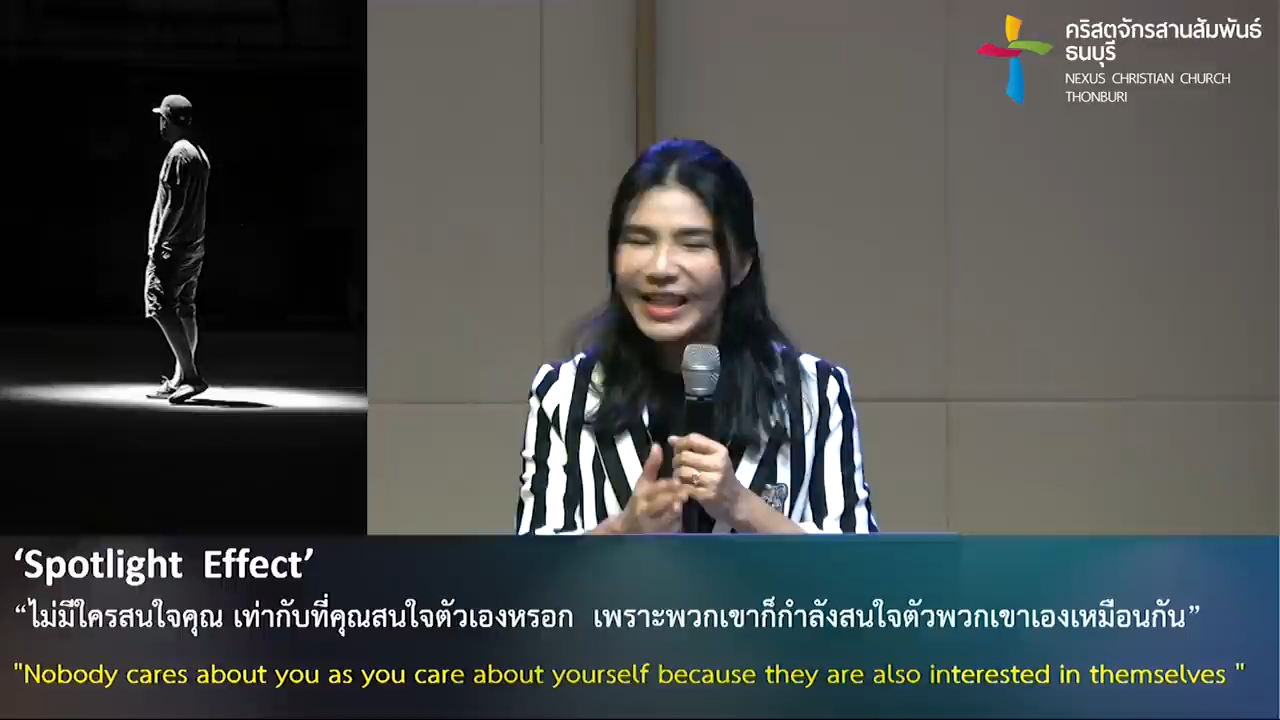 คริสตจักรสานสัมพันธ์
ธนบุรี
NEXUS CHRISTIAN CHURCH
THONBURI
‘Spotlight Effect’
“ไม่มีใครสนใจคุณ เท่ากับที่คุณสนใจตัวเองหรอก เพราะพวกเขาก็กำลังสนใจตัวพวกเขาเองเหมือนกัน”
"Nobody cares about you as you care about yourself because they are also interested in themselves "